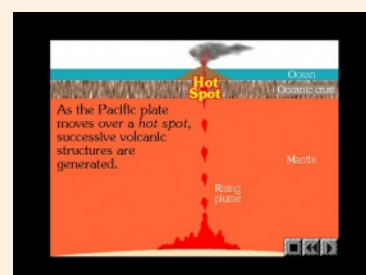 Hot
Spot
Ocean
Oceanic crust
As the Pacific plate
moves over a hot spot,
successive volcanic
structures are
generated.
Mantle
Rising
plume